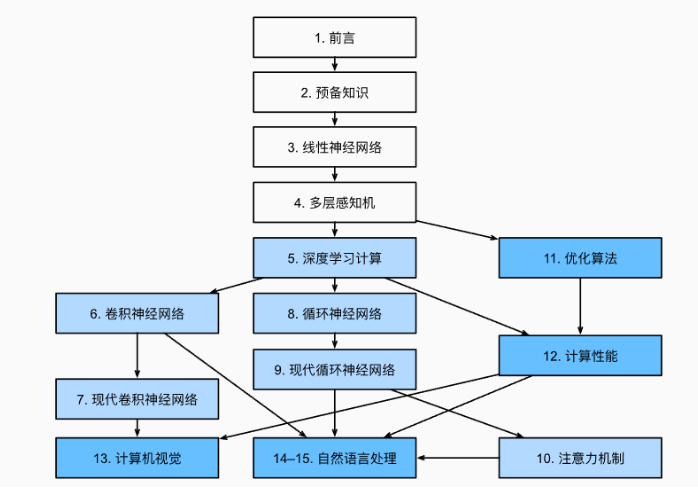 1. 前言
2. 预备知识
3. 线性神经网络
4. 多层感知机
5. 深度学习计算
11. 优化算法
6. 卷积神经网络
8. 循环神经网络
12. 计算性能
9. 现代循环神经网络
7. 现代卷积神经网络
13. 计算机视觉
14–15. 自然语言处理
10. 注意力机制